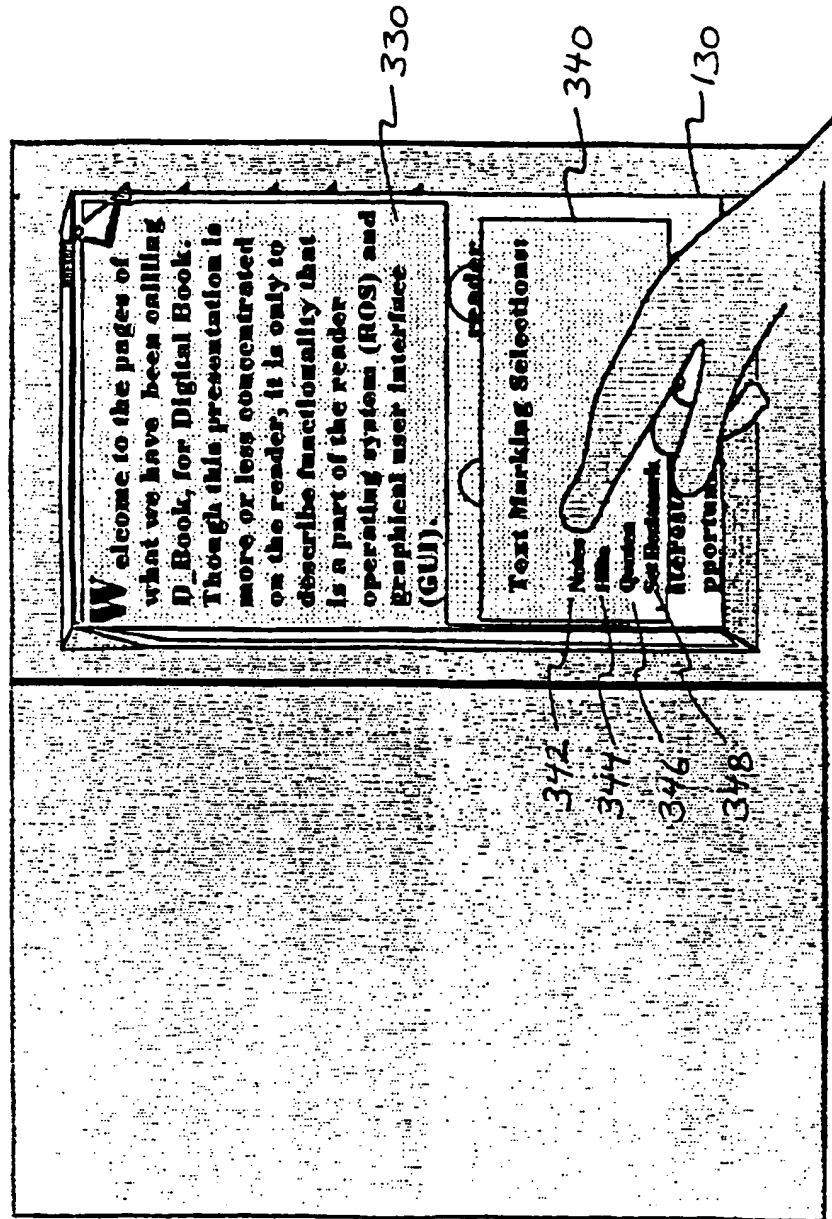 Welcome to the pages of
what we have been calling
D_Book, for Digital Book.
Though this presentation is
more or less concentrated
on the reader, it is only to
describe functionality that
is a part of the reader
operating system (ROS) and
graphical user interface
(GUI).
330
reader
Text Marking Selections:
340
342
Notes
344
346
Quotes
348
Set Bookmark
130